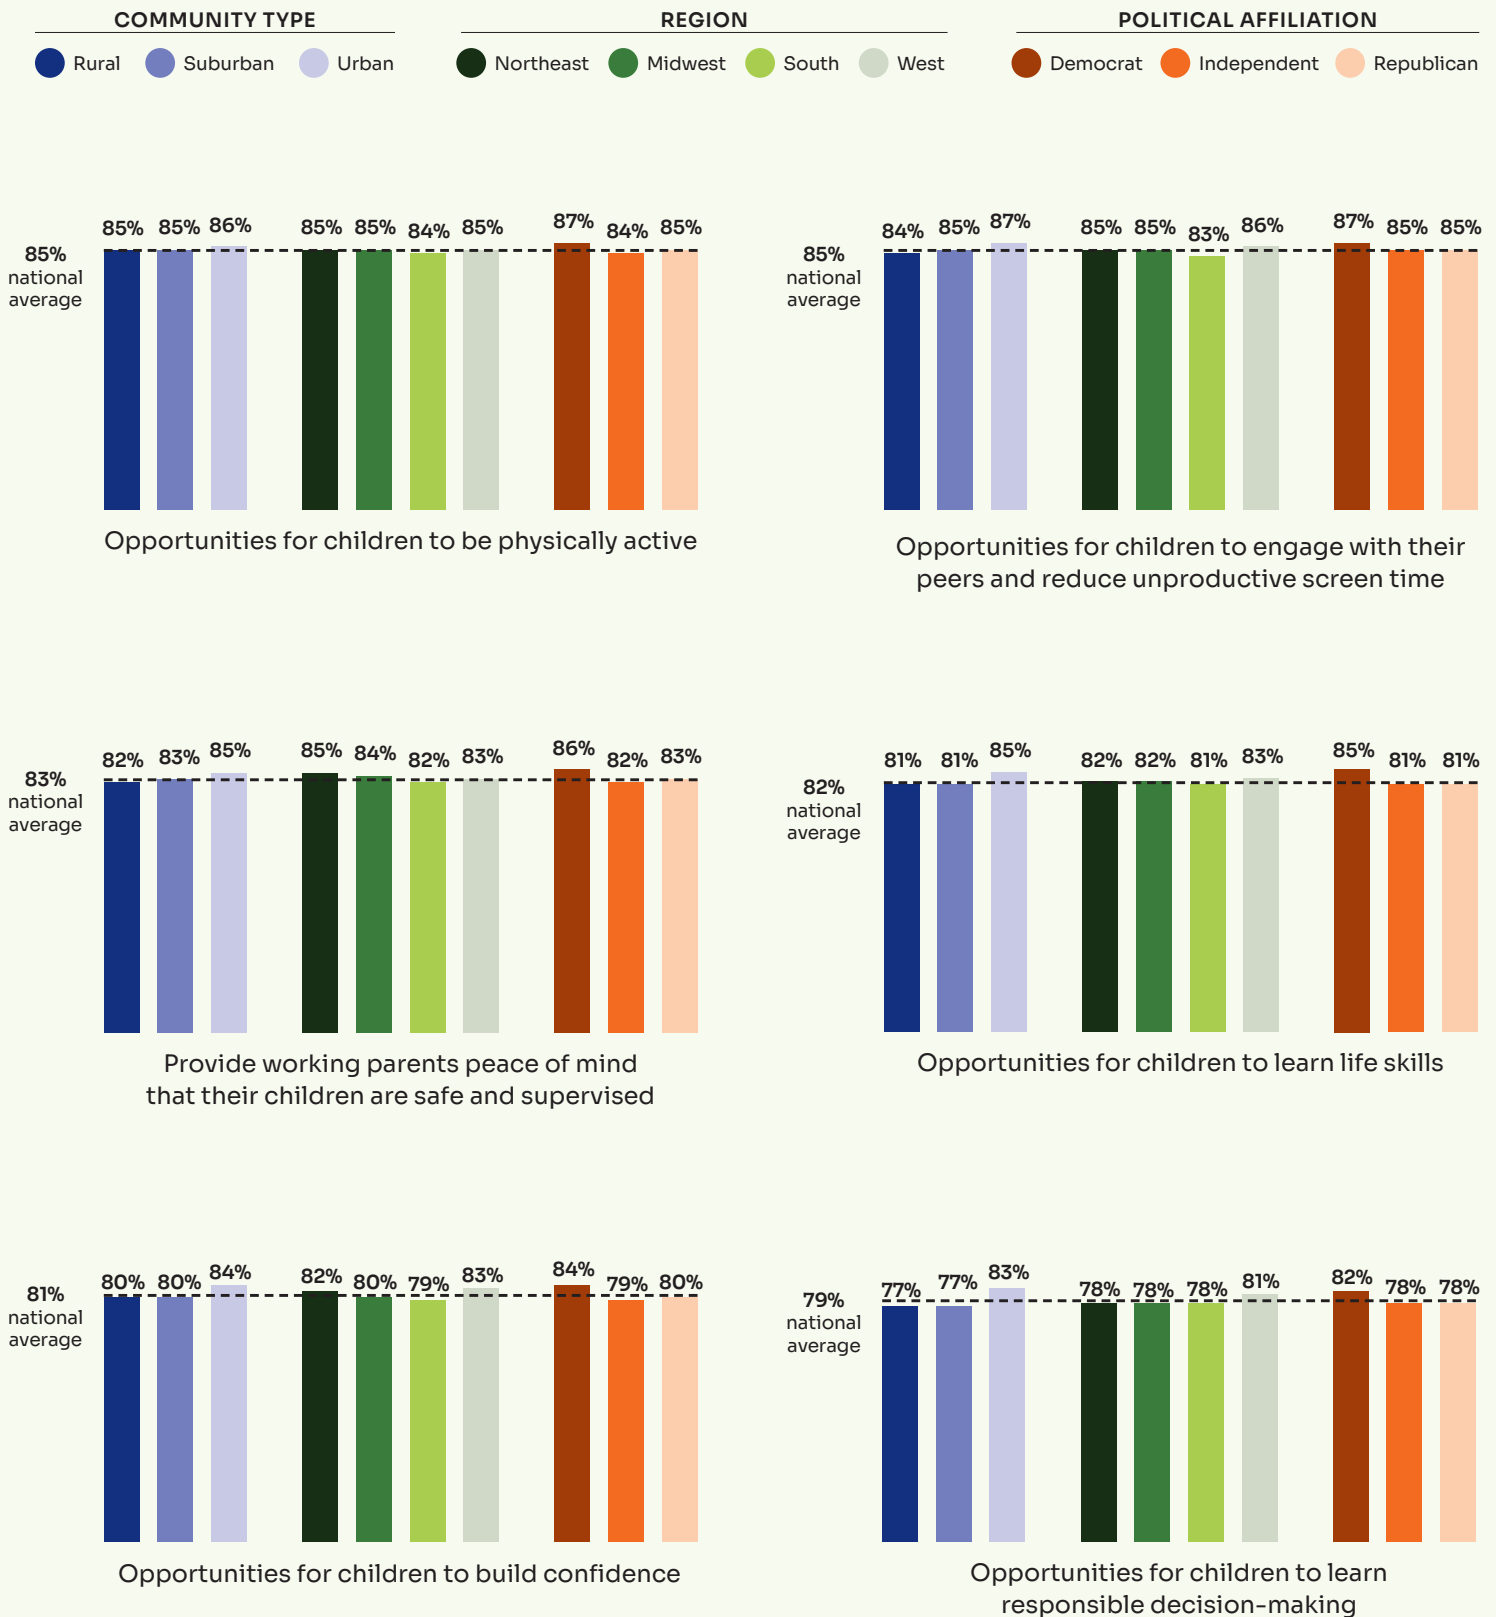 COMMUNITY TYPE
Rural Suburban Urban
REGION
Northeast Midwest South West
POLITICAL AFFILIATION
Democrat Independent Republican
85% 85% 86% 85% 85% 84% 85% 87% 84% 85%
85%
national
average
Opportunities for children to be physically active
84% 85% 87% 85% 85% 83% 86% 87% 85% 85%
85%
national
average
Opportunities for children to engage with their
peers and reduce unproductive screen time
82% 83% 85% 85% 84% 82% 83% 86% 82% 83%
83%
national
average
Provide working parents peace of mind
that their children are safe and supervised
81% 81% 85% 82% 82% 81% 83% 85% 81% 81%
82%
national
average
Opportunities for children to learn life skills
80% 80% 84% 82% 80% 79% 83% 84% 79% 80%
81%
national
average
Opportunities for children to build confidence
77% 77% 83% 78% 78% 78% 81% 82% 78% 78%
79%
national
average
Opportunities for children to learn
responsible decision-making